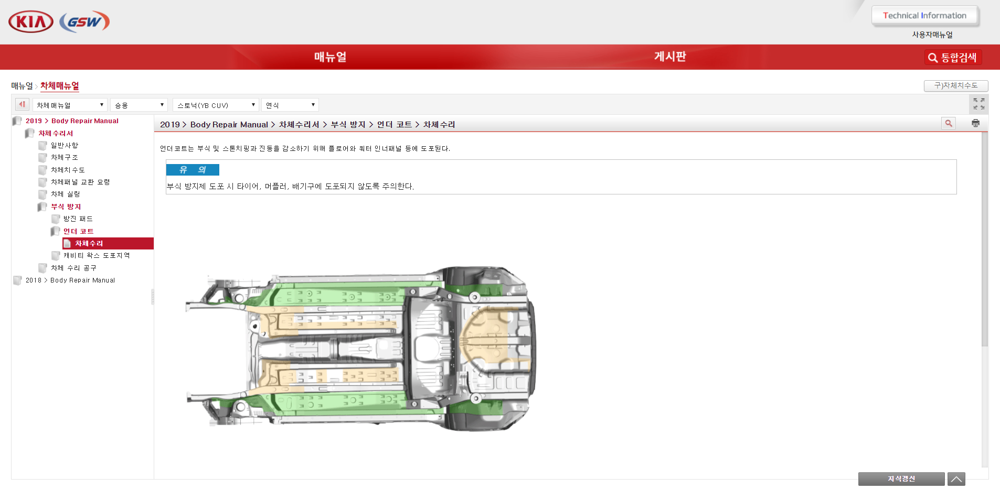 KIA GSW
Technical Information
사용자매뉴얼
매뉴얼
게시판
통합검색
매뉴얼 > 차체매뉴얼
구)차체치수도
차체매뉴얼
승용
스토닉(YB CUV)
연식
2019 > Body Repair Manual
차체수리서
일반사항
차체구조
차체치수도
차체패널 교환 요령
차체 실링
부식 방지
방진 패드
언더 코트
차체수리
캐비티 왁스 도포지역
차체 수리 공구
2018 > Body Repair Manual
2019 > Body Repair Manual > 차체수리서 > 부식 방지 > 언더 코트 > 차체수리
언더코트는 부식 및 스톤치핑과 진동을 감소하기 위해 플로어와 쿼터 인너패널 등에 도포된다.
유 의
부식 방지제 도포 시 타이어, 머플러, 배기구에 도포되지 않도록 주의한다.
지식갱신